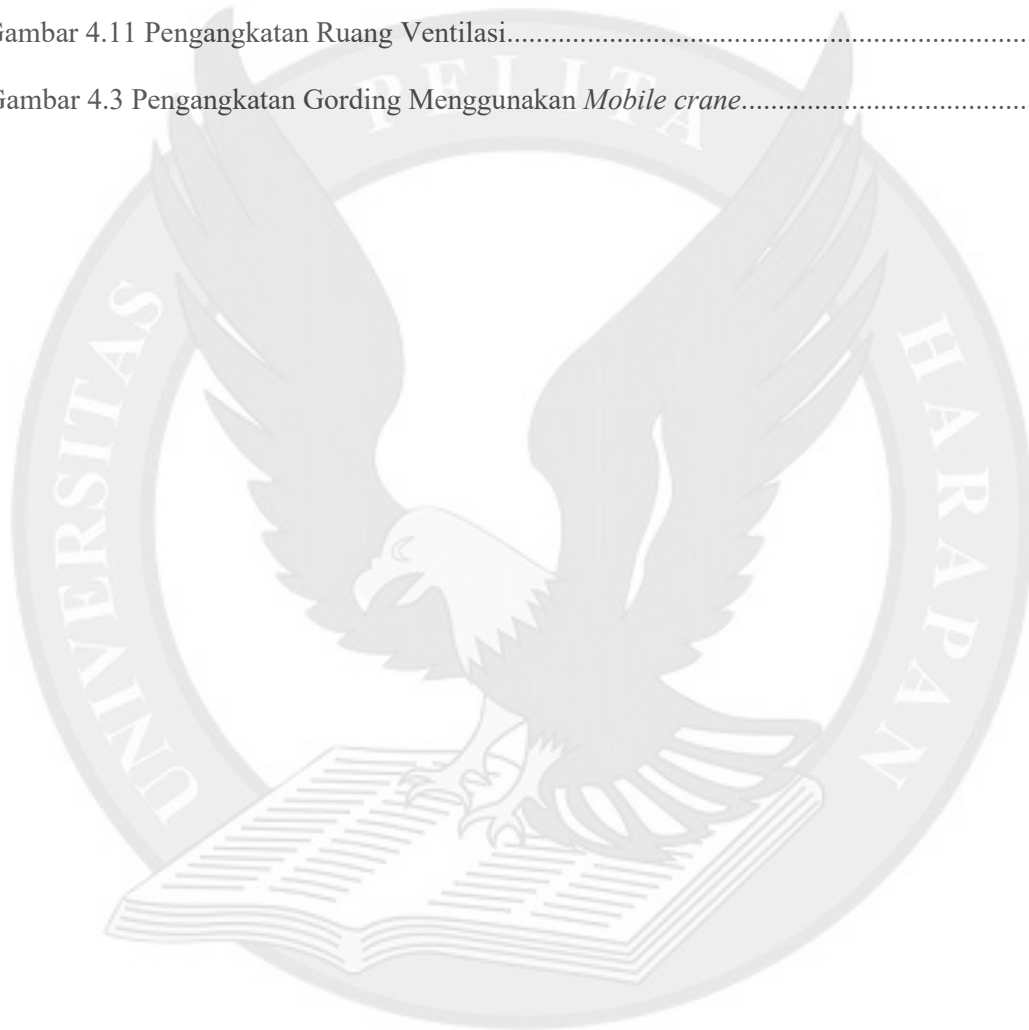 Gambar 4.11 Pengangkatan Ruang Ventilasi........................................................................................
Gambar 4.3 Pengangkatan Gording Menggunakan Mobile crane.................................................
UNIVERSITAS PELITA HARAPAN